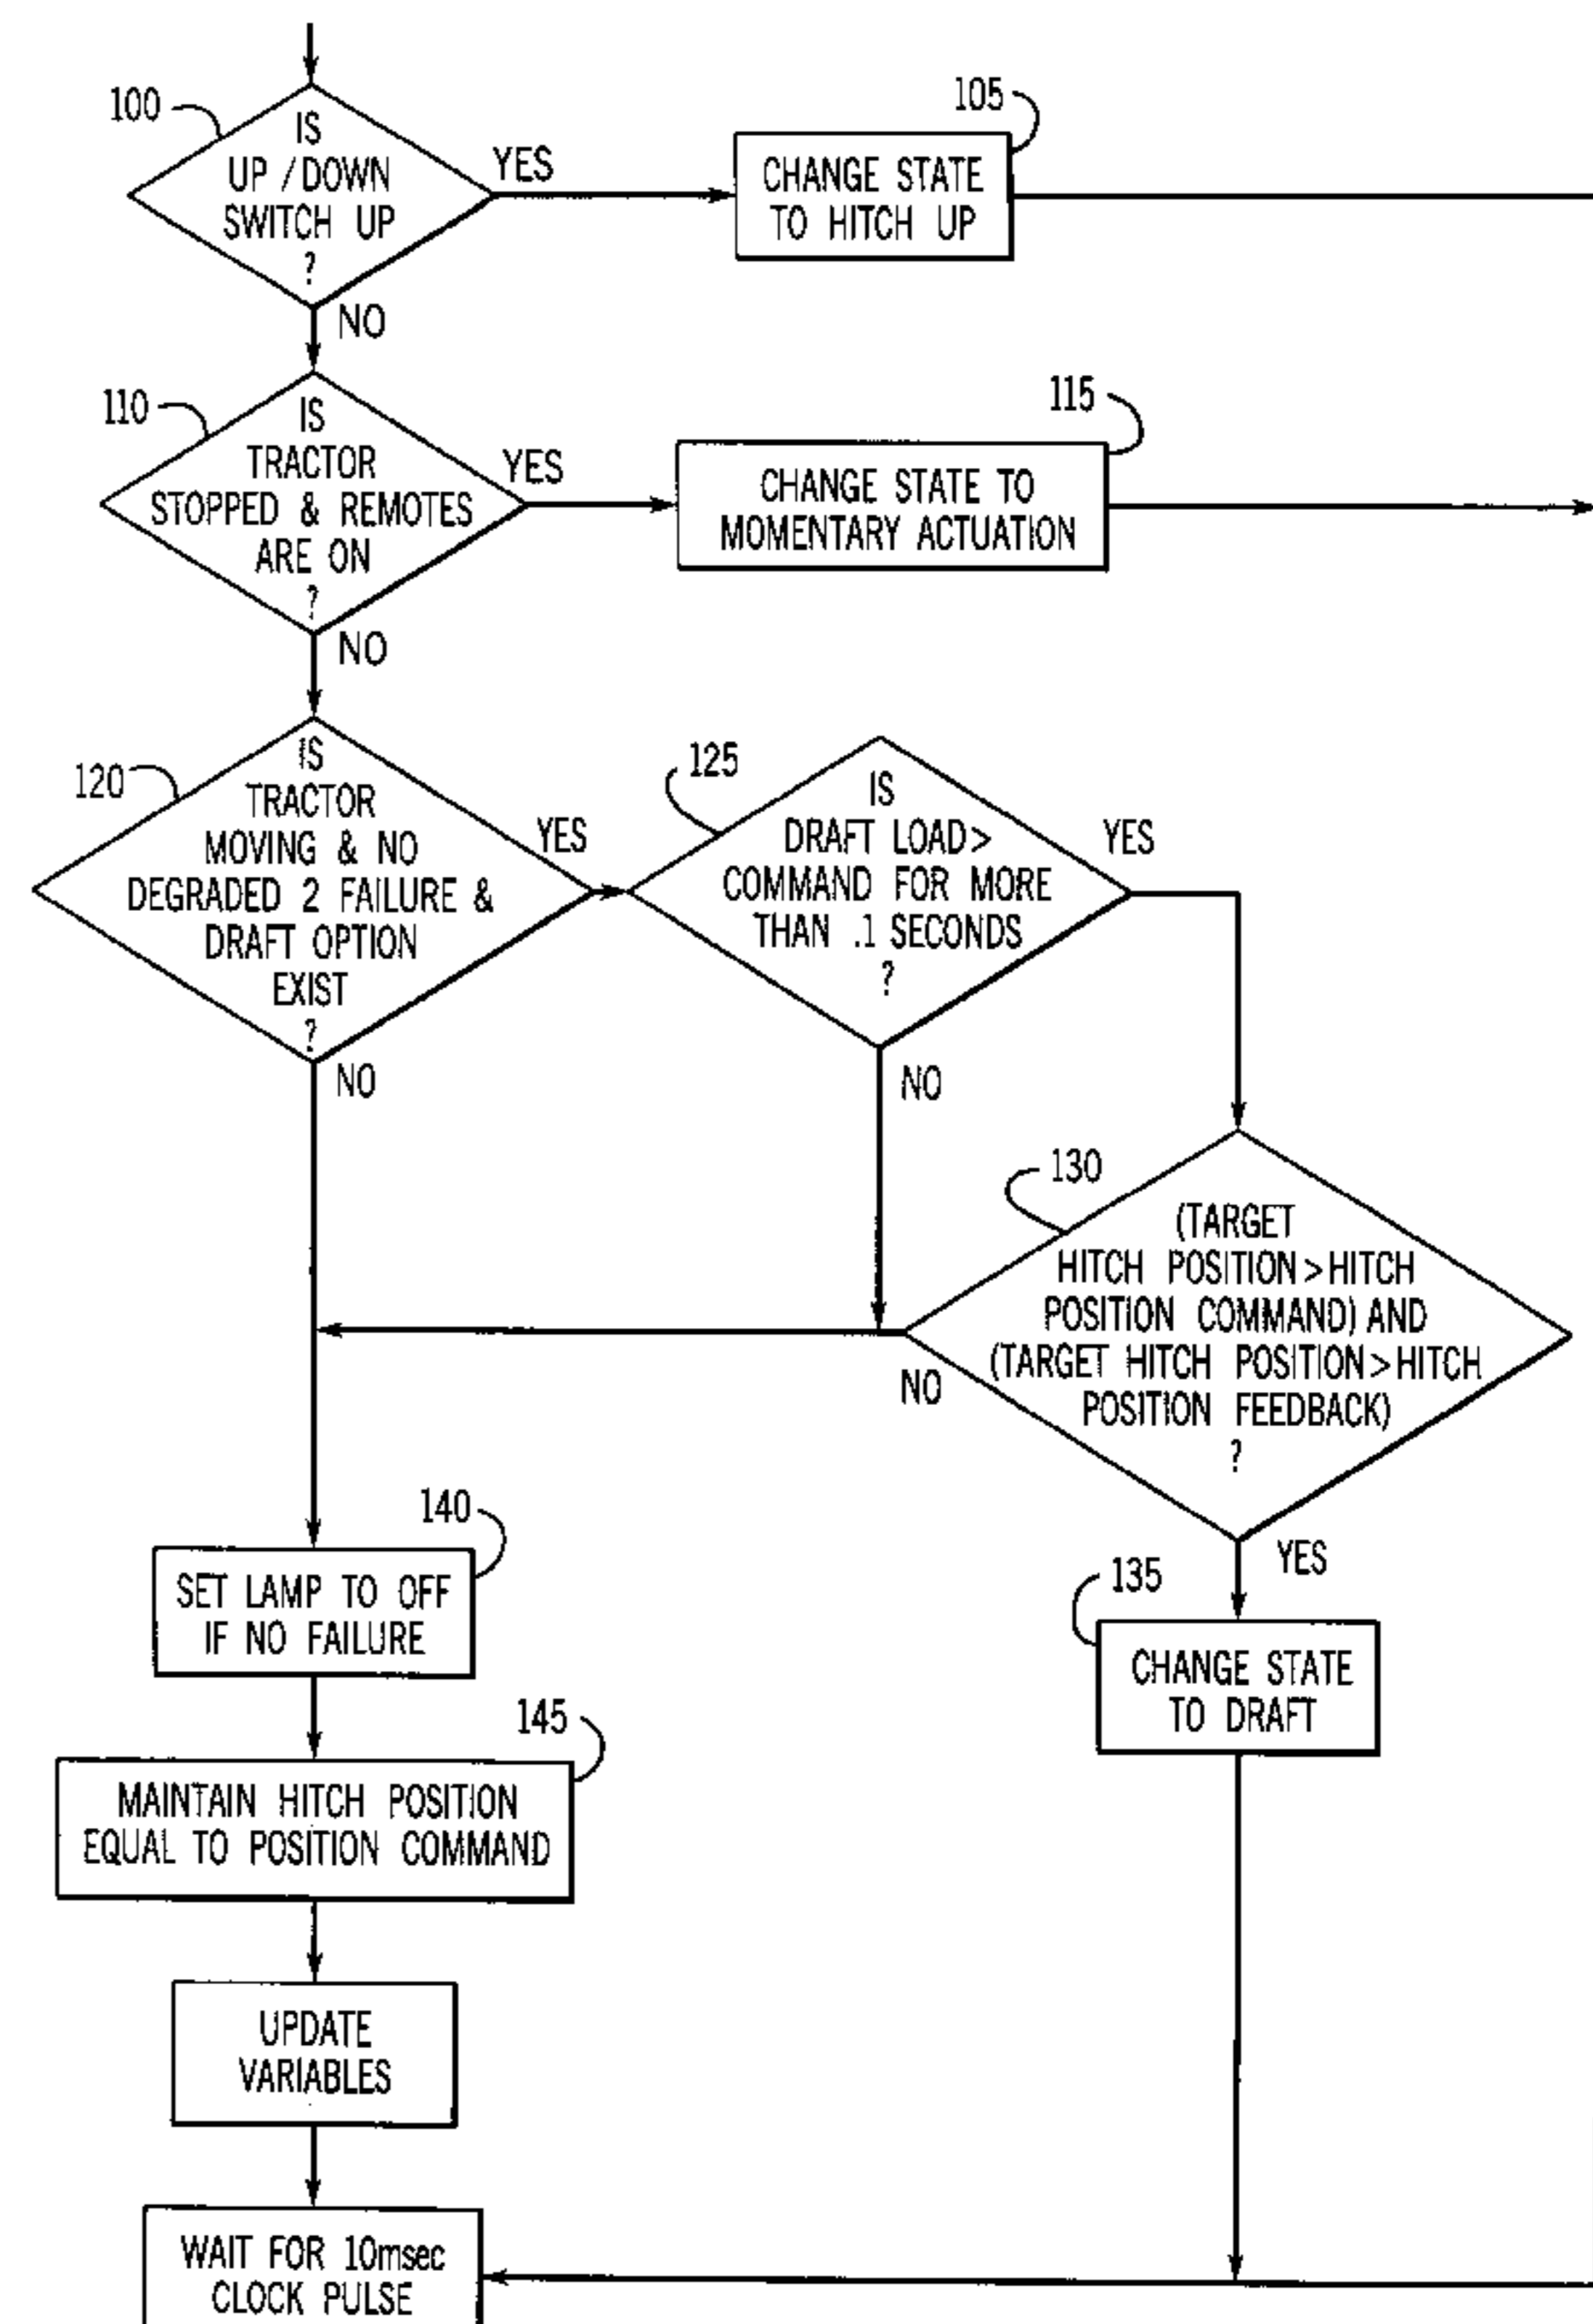 100
IS
UP / DOWN
SWITCH UP
?
YES
NO
105
CHANGE STATE
TO HITCH UP
110
IS
TRACTOR
STOPPED & REMOTES
ARE ON
?
YES
NO
115
CHANGE STATE TO
MOMENTARY ACTUATION
120
IS
TRACTOR
MOVING & NO
DEGRADED 2 FAILURE &
DRAFT OPTION
EXIST
?
YES
NO
125
IS
DRAFT LOAD >
COMMAND FOR MORE
THAN .1 SECONDS
?
YES
NO
130
(TARGET
HITCH POSITION > HITCH
POSITION COMMAND) AND
(TARGET HITCH POSITION > HITCH
POSITION FEEDBACK)
?
NO
YES
135
CHANGE STATE
TO DRAFT
140
SET LAMP TO OFF
IF NO FAILURE
145
MAINTAIN HITCH POSITION
EQUAL TO POSITION COMMAND
UPDATE
VARIABLES
WAIT FOR 10msec
CLOCK PULSE